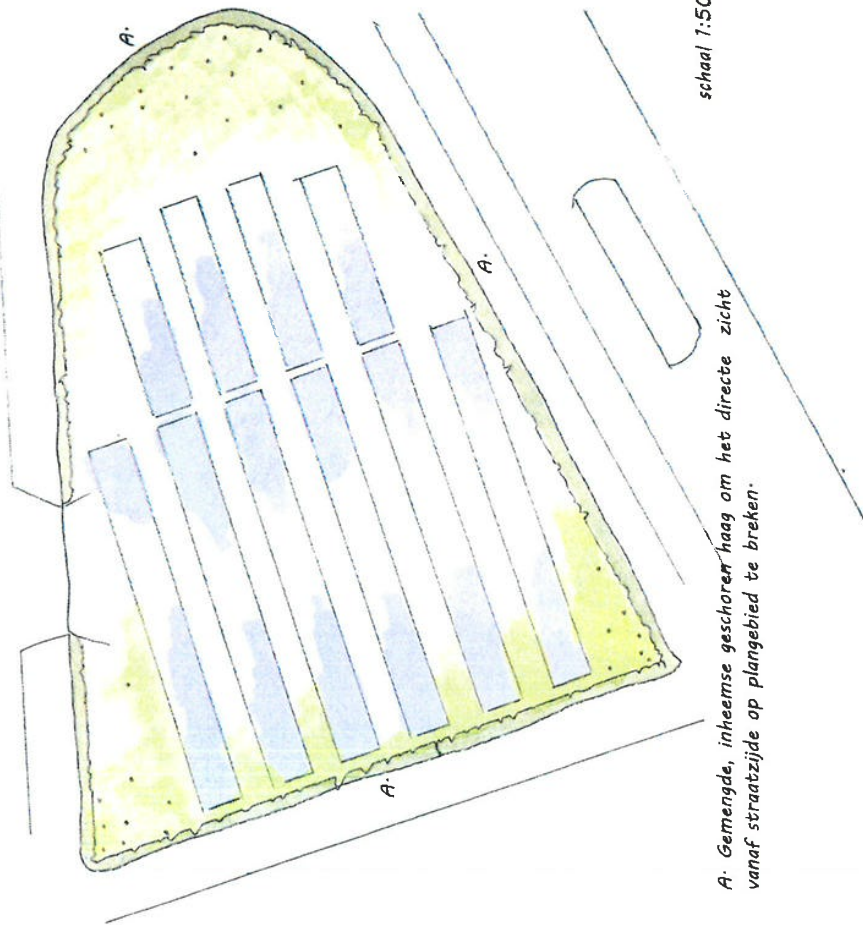 A.
A.
A.
schaal 1:50
A. Gemengde, inheemse geschoren haag om het directe zicht
vanaf straatzijde op plangebied te breken.